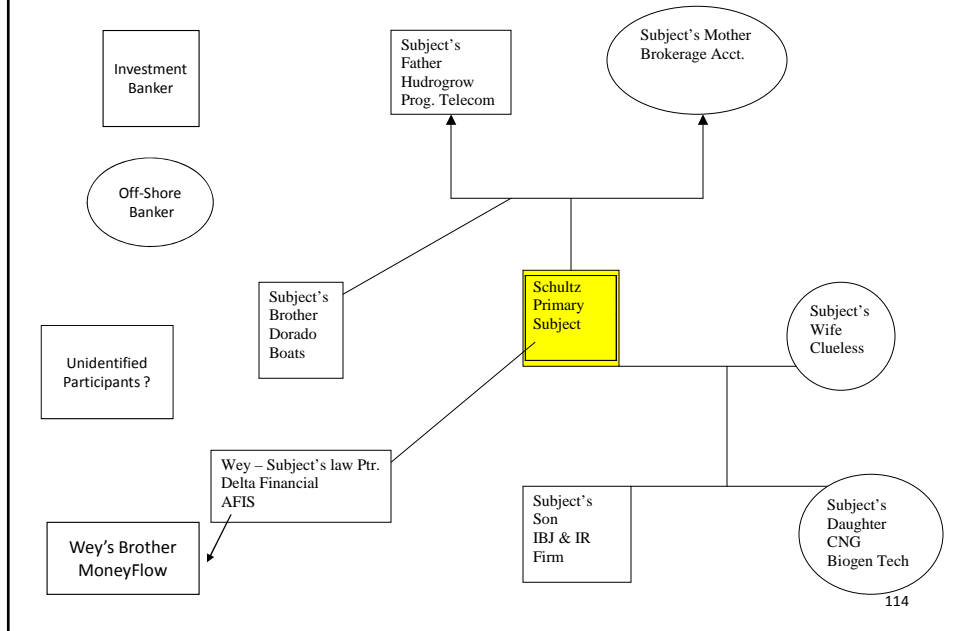 Investment
Banker
Subject's
Father
Hudrogrow
Prog. Telecom
Subject's Mother
Brokerage Acct.
Off-Shore
Banker
Subject's
Brother
Dorado
Boats
Schultz
Primary
Subject
Subject's
Wife
Clueless
Unidentified
Participants ?
Wey – Subject's law Ptr.
Delta Financial
AFIS
Wey's Brother
MoneyFlow
Subject's
Son
IBJ & IR
Firm
Subject's
Daughter
CNG
Biogen Tech
114